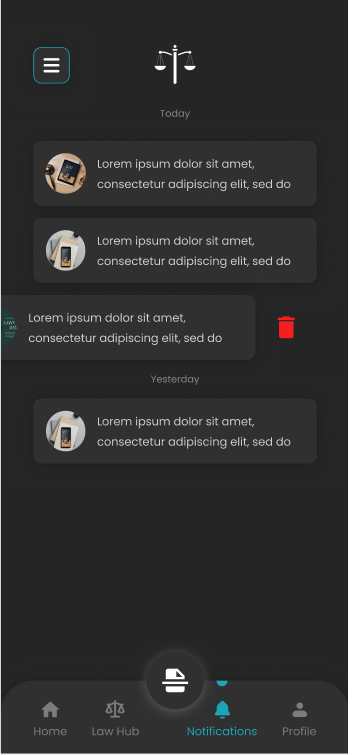 Today
Lorem ipsum dolor sit amet,
consectetur adipiscing elit, sed do
Lorem ipsum dolor sit amet,
consectetur adipiscing elit, sed do
Lorem ipsum dolor sit amet,
consectetur adipiscing elit, sed do
Yesterday
Lorem ipsum dolor sit amet,
consectetur adipiscing elit, sed do
Home
Law Hub
Notifications
Profile